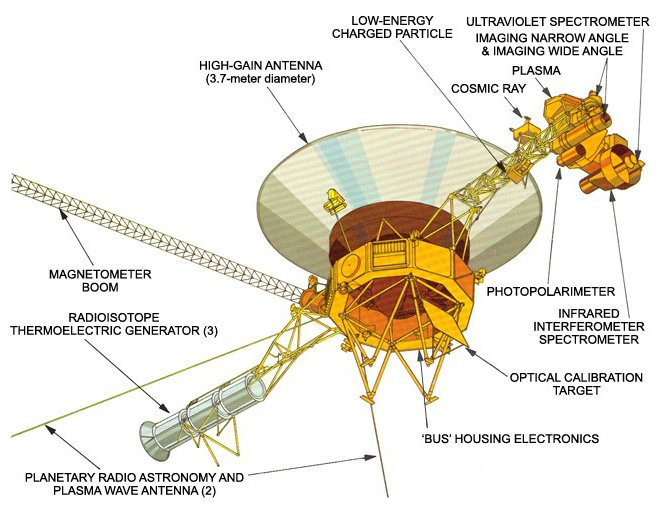 LOW-ENERGY
CHARGED PARTICLE
ULTRAVIOLET SPECTROMETER
IMAGING NARROW ANGLE
& IMAGING WIDE ANGLE
PLASMA
COSMIC RAY
HIGH-GAIN ANTENNA
(3.7-meter diameter)
MAGNETOMETER
BOOM
PHOTOPOLARIMETER
INFRARED
INTERFEROMETER
SPECTROMETER
RADIOISOTOPE
THERMOELECTRIC GENERATOR (3)
OPTICAL CALIBRATION
TARGET
‘BUS’ HOUSING ELECTRONICS
PLANETARY RADIO ASTRONOMY AND
PLASMA WAVE ANTENNA (2)